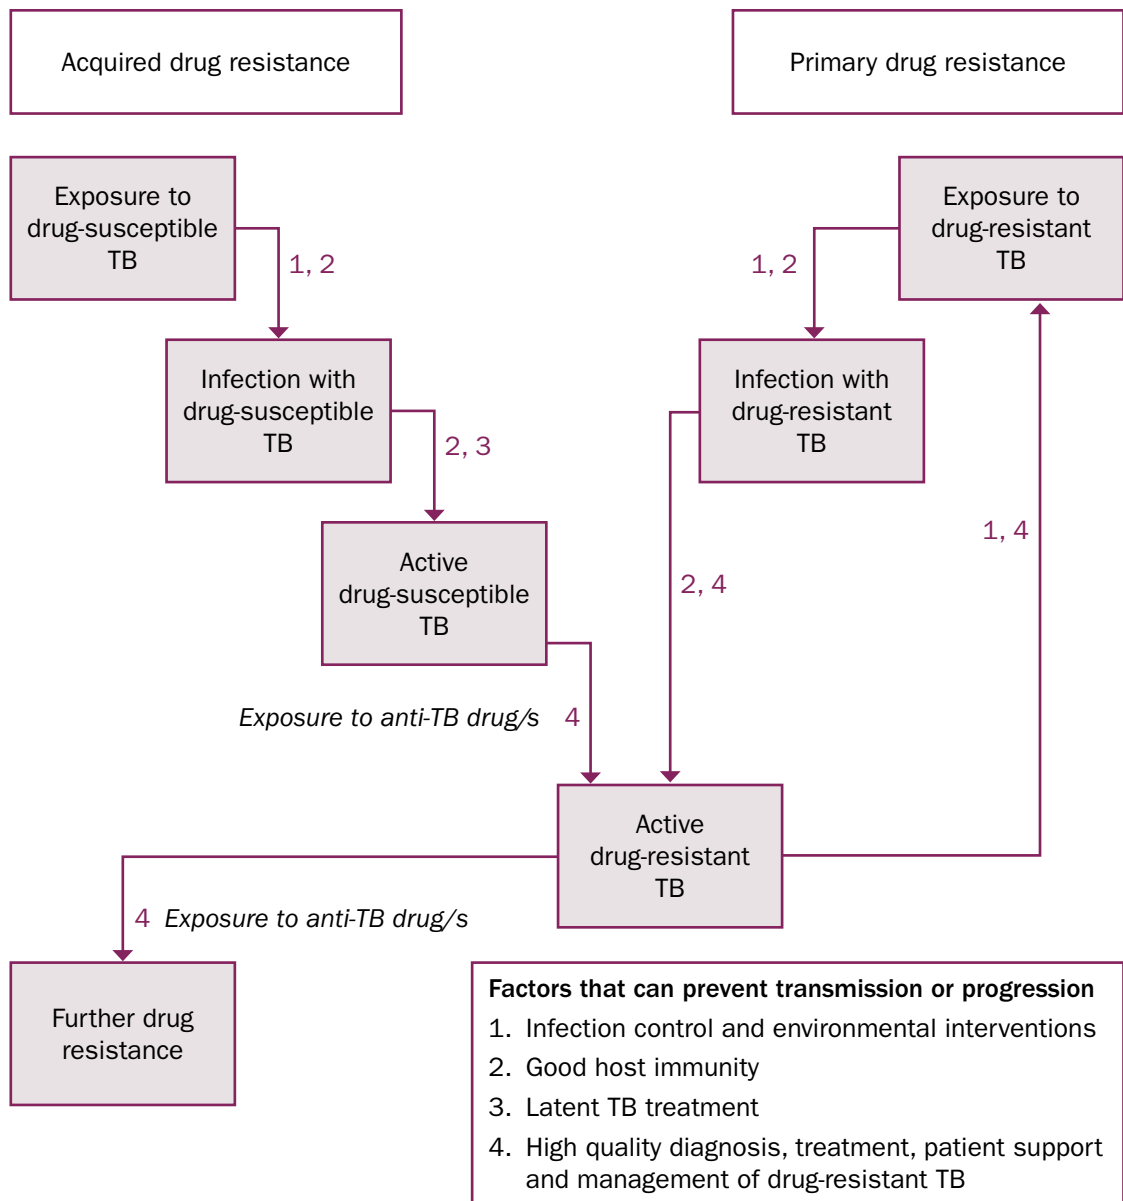 Acquired drug resistance
Primary drug resistance
Exposure to
drug-susceptible
TB
Exposure to
drug-resistant
TB
1, 2
1, 2
Infection with
drug-susceptible
TB
Infection with
drug-resistant
TB
2, 3
Active
drug-susceptible
TB
2, 4
1, 4
Exposure to anti-TB drug/s 4
Active
drug-resistant
TB
4 Exposure to anti-TB drug/s
Further drug
resistance
Factors that can prevent transmission or progression
1. Infection control and environmental interventions
2. Good host immunity
3. Latent TB treatment
4. High quality diagnosis, treatment, patient support
and management of drug-resistant TB